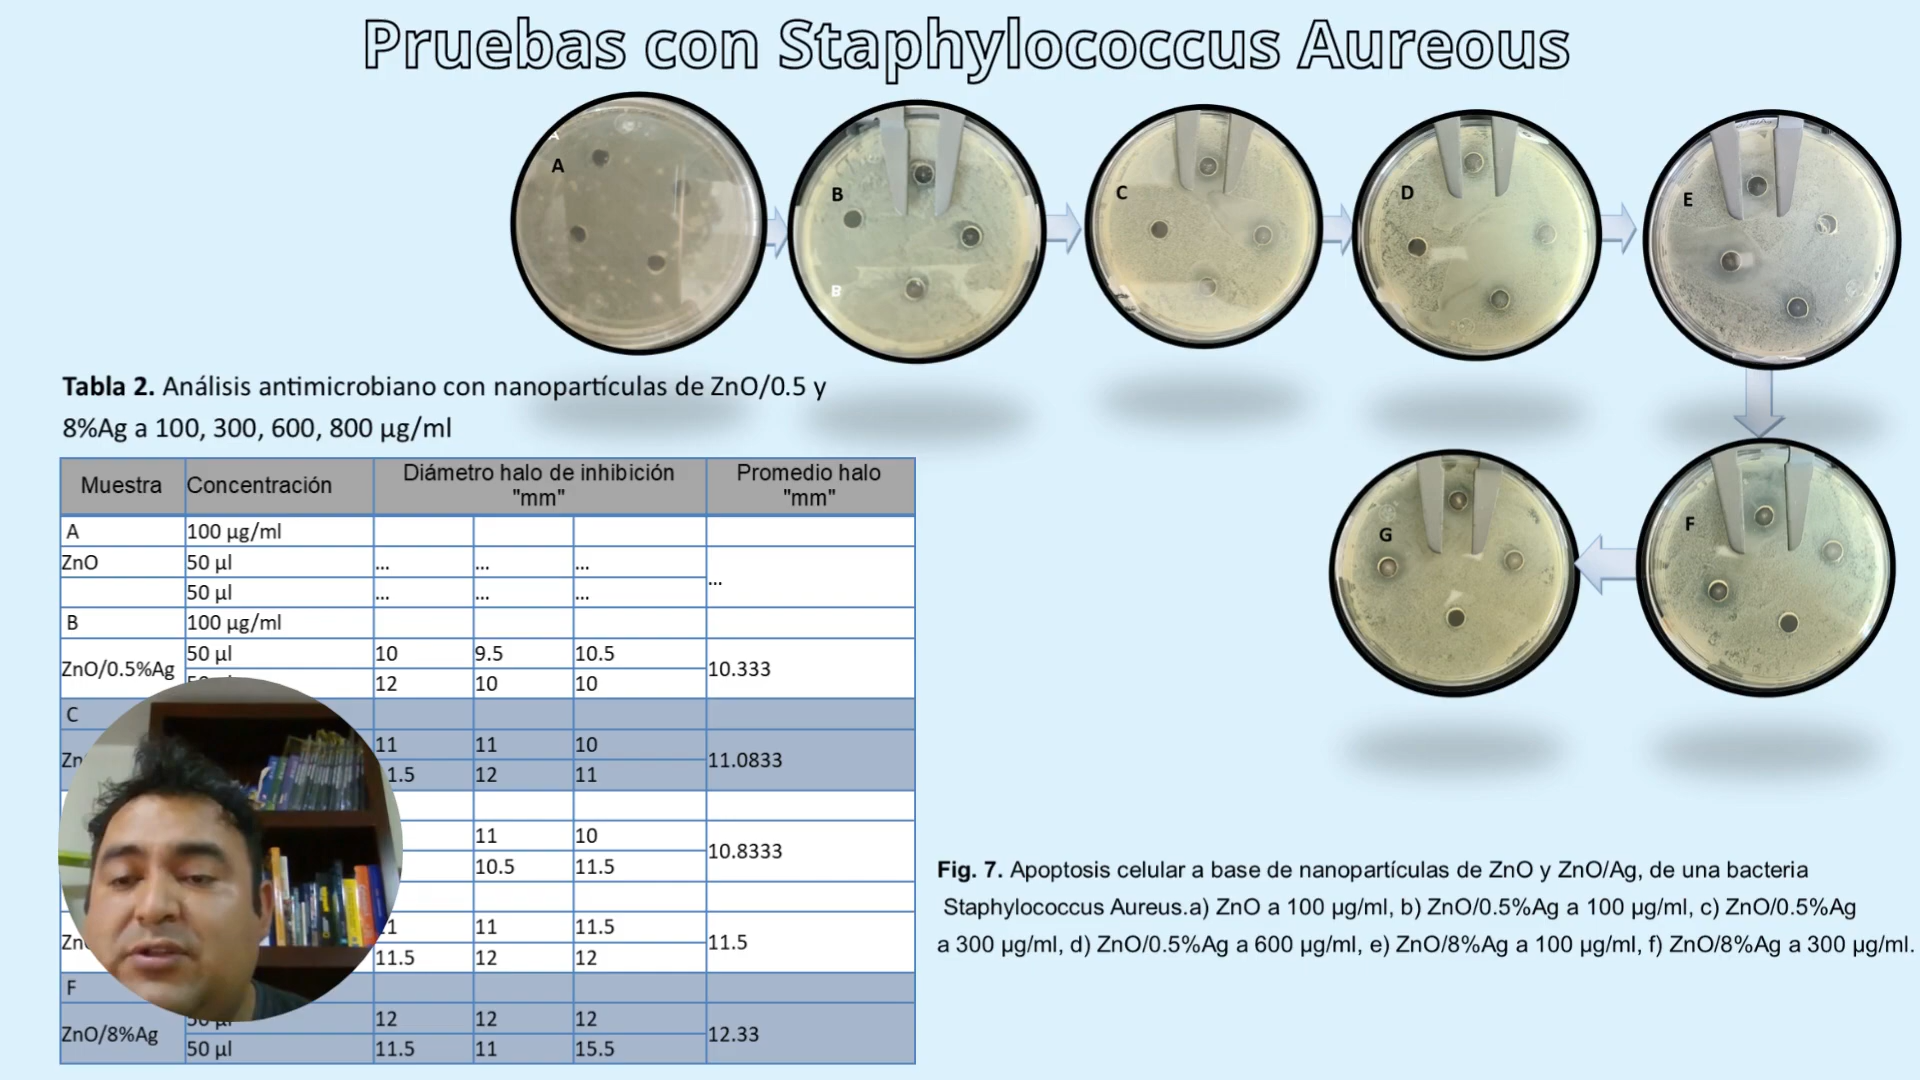 Pruebas con Staphylococcus Aureous
A
A
B
B
C
D
E
F
G
Tabla 2. Análisis antimicrobiano con nanopartículas de ZnO/0.5 y
8%Ag a 100, 300, 600, 800 µg/ml
Muestra Concentración Diámetro halo de inhibición "mm" Promedio halo "mm"
A 100 µg/ml
ZnO 50 µl ... ... ... ...
50 µl ... ... ...
B 100 µg/ml
ZnO/0.5%Ag 50 µl 10 9.5 10.5 10.333
12 10 10
C
11 11 10 11.0833
1.5 12 11
11 10 10.8333
10.5 11.5
11 11.5 11.5
11.5 12 12
F
ZnO/8%Ag 50 µl 12 12 12 12.33
50 µl 11.5 11 15.5
Fig. 7. Apoptosis celular a base de nanopartículas de ZnO y ZnO/Ag, de una bacteria
Staphylococcus Aureus.a) ZnO a 100 µg/ml, b) ZnO/0.5%Ag a 100 µg/ml, c) ZnO/0.5%Ag
a 300 µg/ml, d) ZnO/0.5%Ag a 600 µg/ml, e) ZnO/8%Ag a 100 µg/ml, f) ZnO/8%Ag a 300 µg/ml.